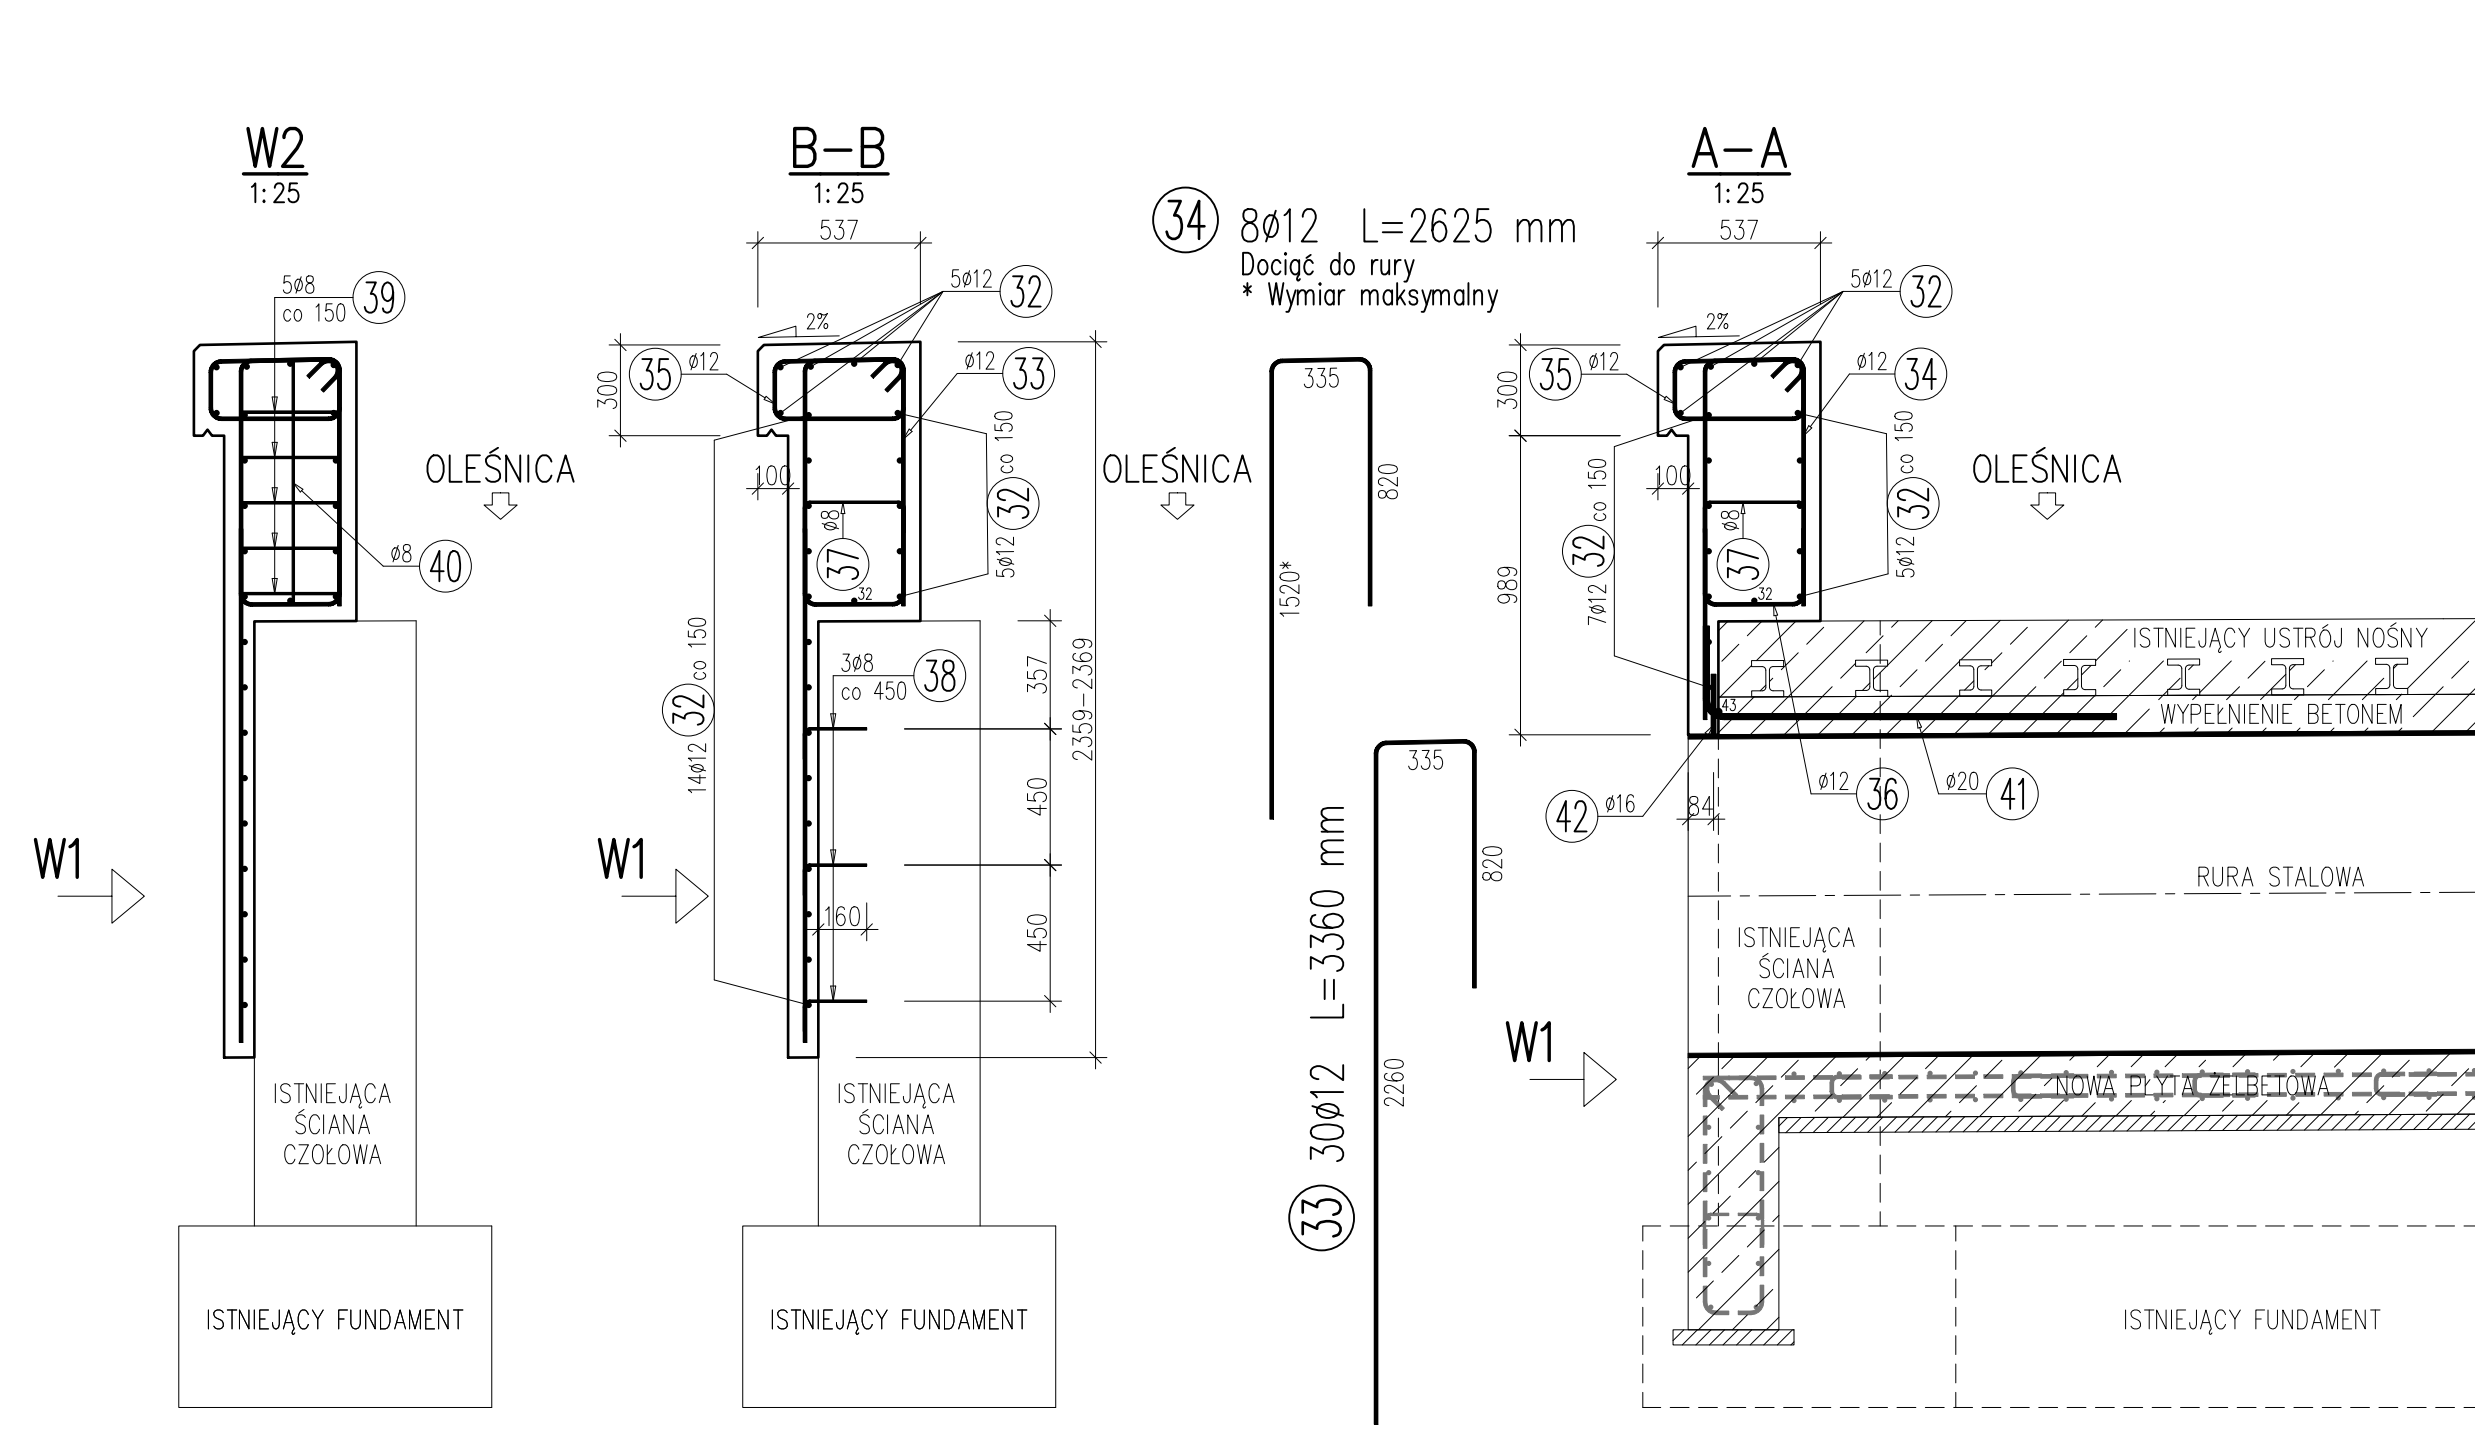 W2
1:25
5ø8
co 150
39
OLEŚNICA
ø8
40
W1
ISTNIEJĄCA
ŚCIANA
CZOŁOWA
ISTNIEJĄCY FUNDAMENT
B-B
1:25
537
5ø12
32
2%
35
ø12
ø12
33
300
100
OLEŚNICA
5ø12
32
co 150
ø8
37
32
14ø12
32
co 150
3ø8
co 450
38
357
450
450
2359-2369
160
W1
ISTNIEJĄCA
ŚCIANA
CZOŁOWA
ISTNIEJĄCY FUNDAMENT
34
8ø12 L=2625 mm
Dociąć do rury
* Wymiar maksymalny
335
820
1520*
335
820
2260
33
30ø12 L=3360 mm
A-A
1:25
537
5ø12
32
2%
35
ø12
ø12
34
300
989
100
OLEŚNICA
5ø12
32
co 150
7ø12
32
co 150
ø8
37
32
ISTNIEJĄCY USTRÓJ NOŚNY
43
WYPEŁNIENIE BETONEM
42
ø16
84
ø12
36
ø20
41
RURA STALOWA
ISTNIEJĄCA
ŚCIANA
CZOŁOWA
W1
NOWA PŁYTA ŻELBETOWA
ISTNIEJĄCY FUNDAMENT